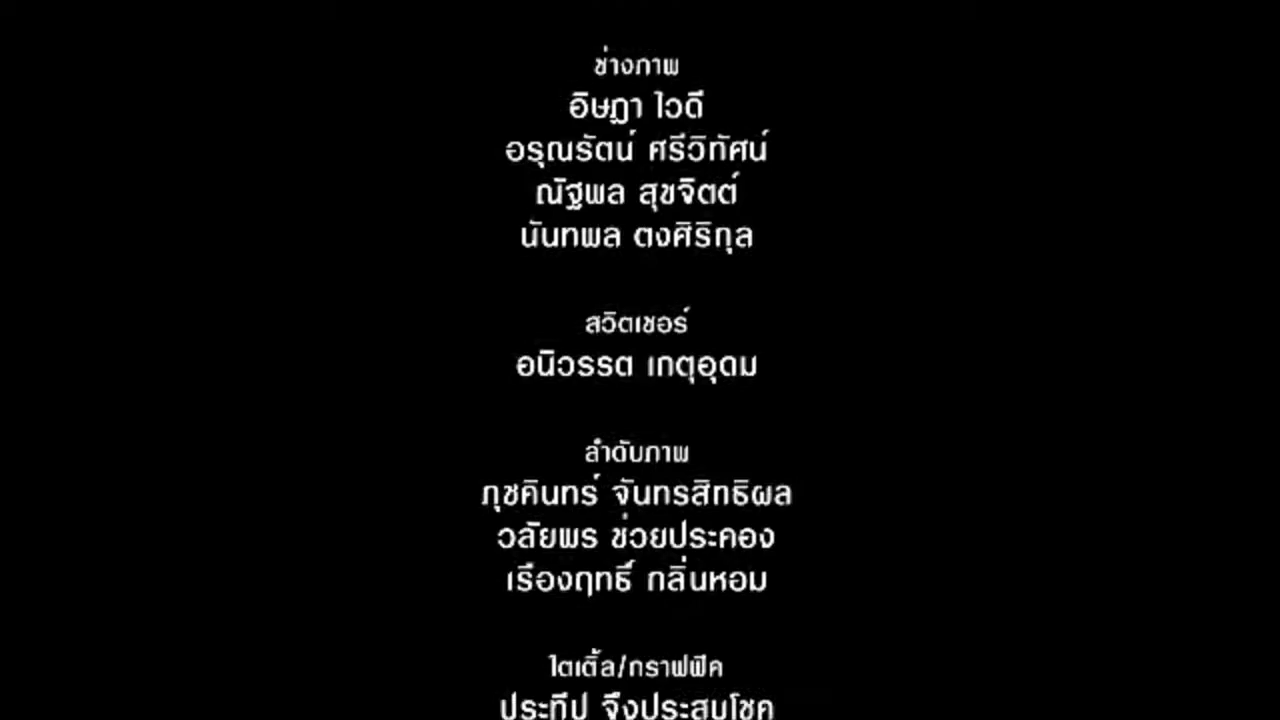 ช่างภาพ
อิษฎา ไวดี
อรุณรัตน์ ศรีวิทัศน์
ณัฐพล สุขจิตต์
นันทพล ตงศิริกุล
สวิตเชอร์
อนิวรรต เกตุอุดม
ลำดับภาพ
ภุชคินทร์ จันทรสิทธิผล
วลัยพร ช่วยประคอง
เรืองฤทธิ์ กลิ่นหอม
ไตเติ้ล/กราฟฟิค
ประทีป จึงประสบโชค